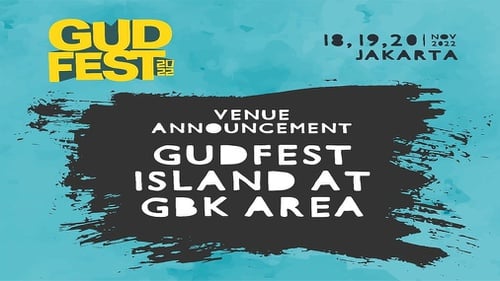 GUD
FEST 2022
18, 19, 20 | NOV 2022
JAKARTA
VENUE
ANNOUNCEMENT
GUDFEST
ISLAND AT
GBK AREA